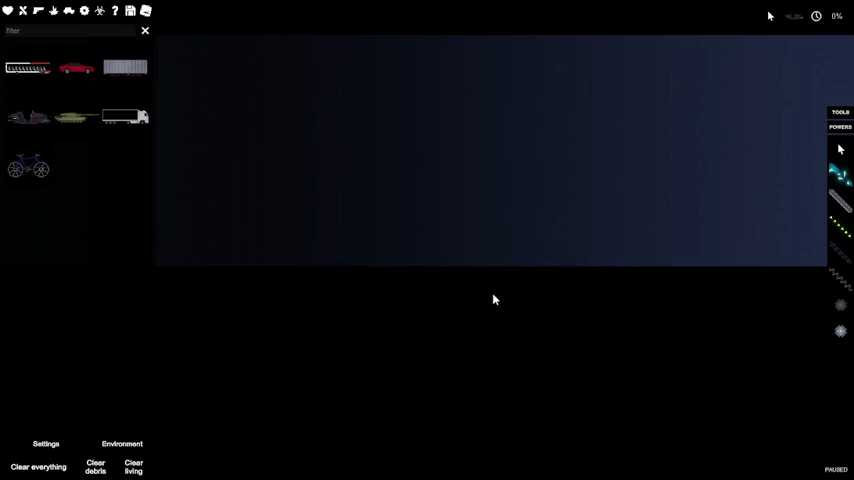 0%
filter
TOOLS
POWERS
Settings
Environment
Clear everything
Clear
debris
Clear
living
PAUSED